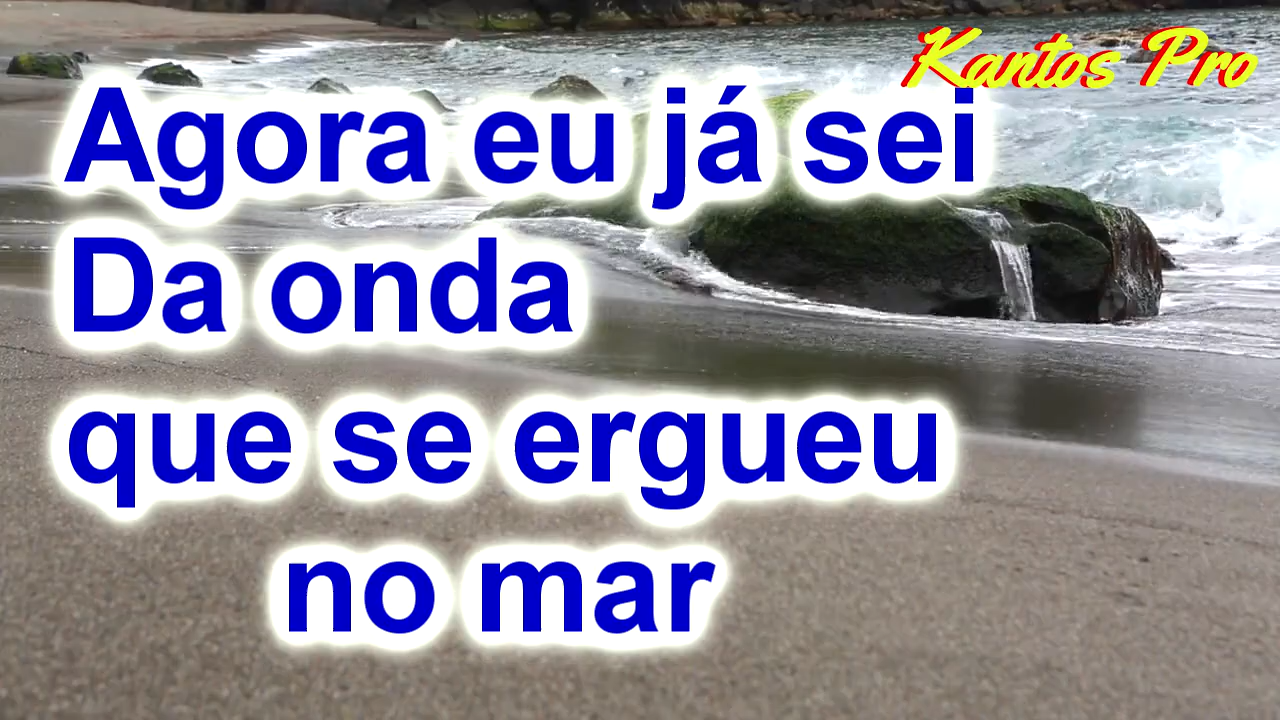 Kantos Pro
Agora eu já sei
Da onda
que se ergueu
no mar